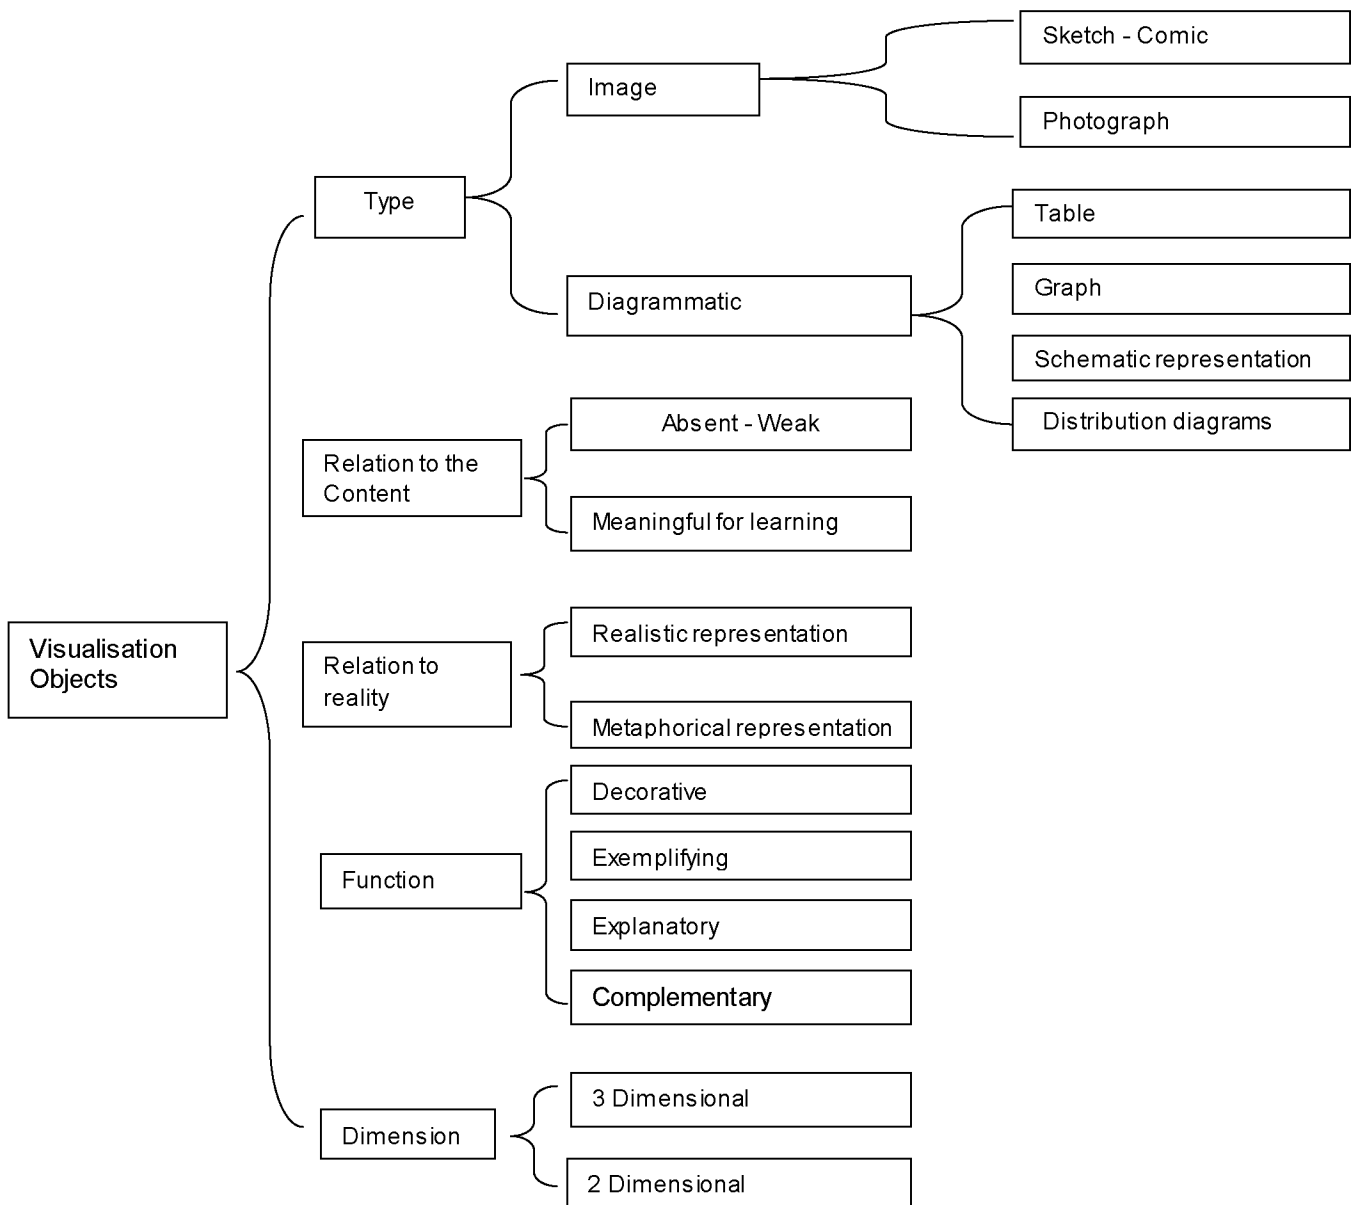 Sketch - Comic
Image
Photograph
Type
Table
Graph
Diagrammatic
Schematic representation
Distribution diagrams
Absent - Weak
Relation to the
Content
Meaningful for learning
Realistic representation
Visualisation
Objects
Relation to
reality
Metaphorical representation
Decorative
Exemplifying
Function
Explanatory
Complementary
3 Dimensional
Dimension
2 Dimensional